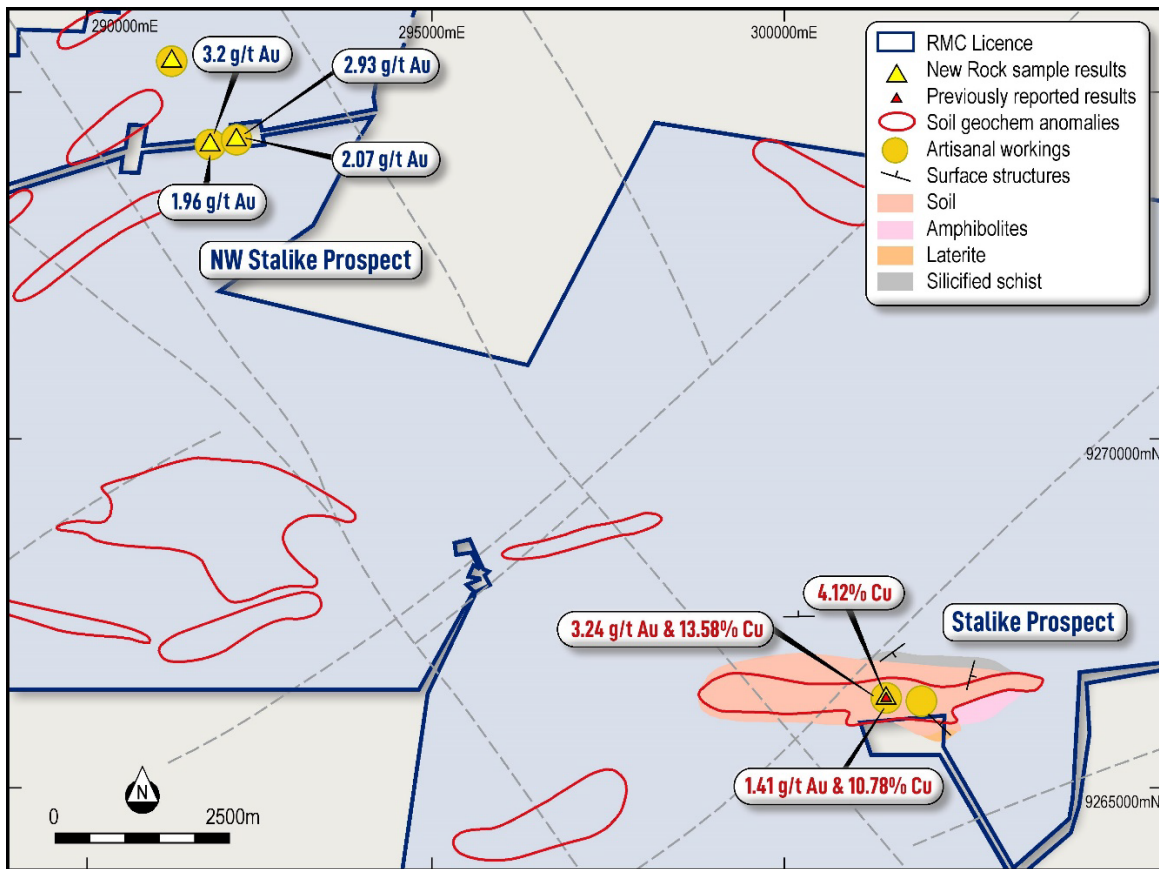 290000mE
295000mE
300000mE
3.2 g/t Au
2.93 g/t Au
2.07 g/t Au
1.96 g/t Au
NW Stalike Prospect
RMC Licence
New Rock sample results
Previously reported results
Soil geochem anomalies
Artisanal workings
Surface structures
Soil
Amphibolites
Laterite
Silicified schist
9270000mN
4.12% Cu
3.24 g/t Au & 13.58% Cu
Stalike Prospect
1.41 g/t Au & 10.78% Cu
9265000mN
N
0
2500m